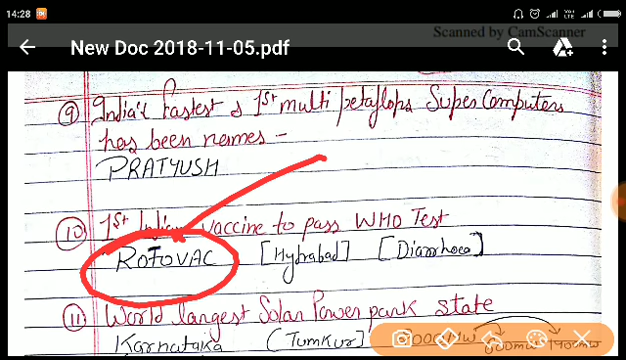 14:28
VoLTE
Scanned by CamScanner
New Doc 2018-11-05.pdf
⑨ India's fastest & 1st multi petaflops Super Computers
has been names -
PRATYUSH
⑩ 1st Indian vaccine to pass WHO Test
ROTOVAC [Hydrabad] [Diarrhoea]
⑪ World largest Solar Power park state
Karnataka (Tumkur)